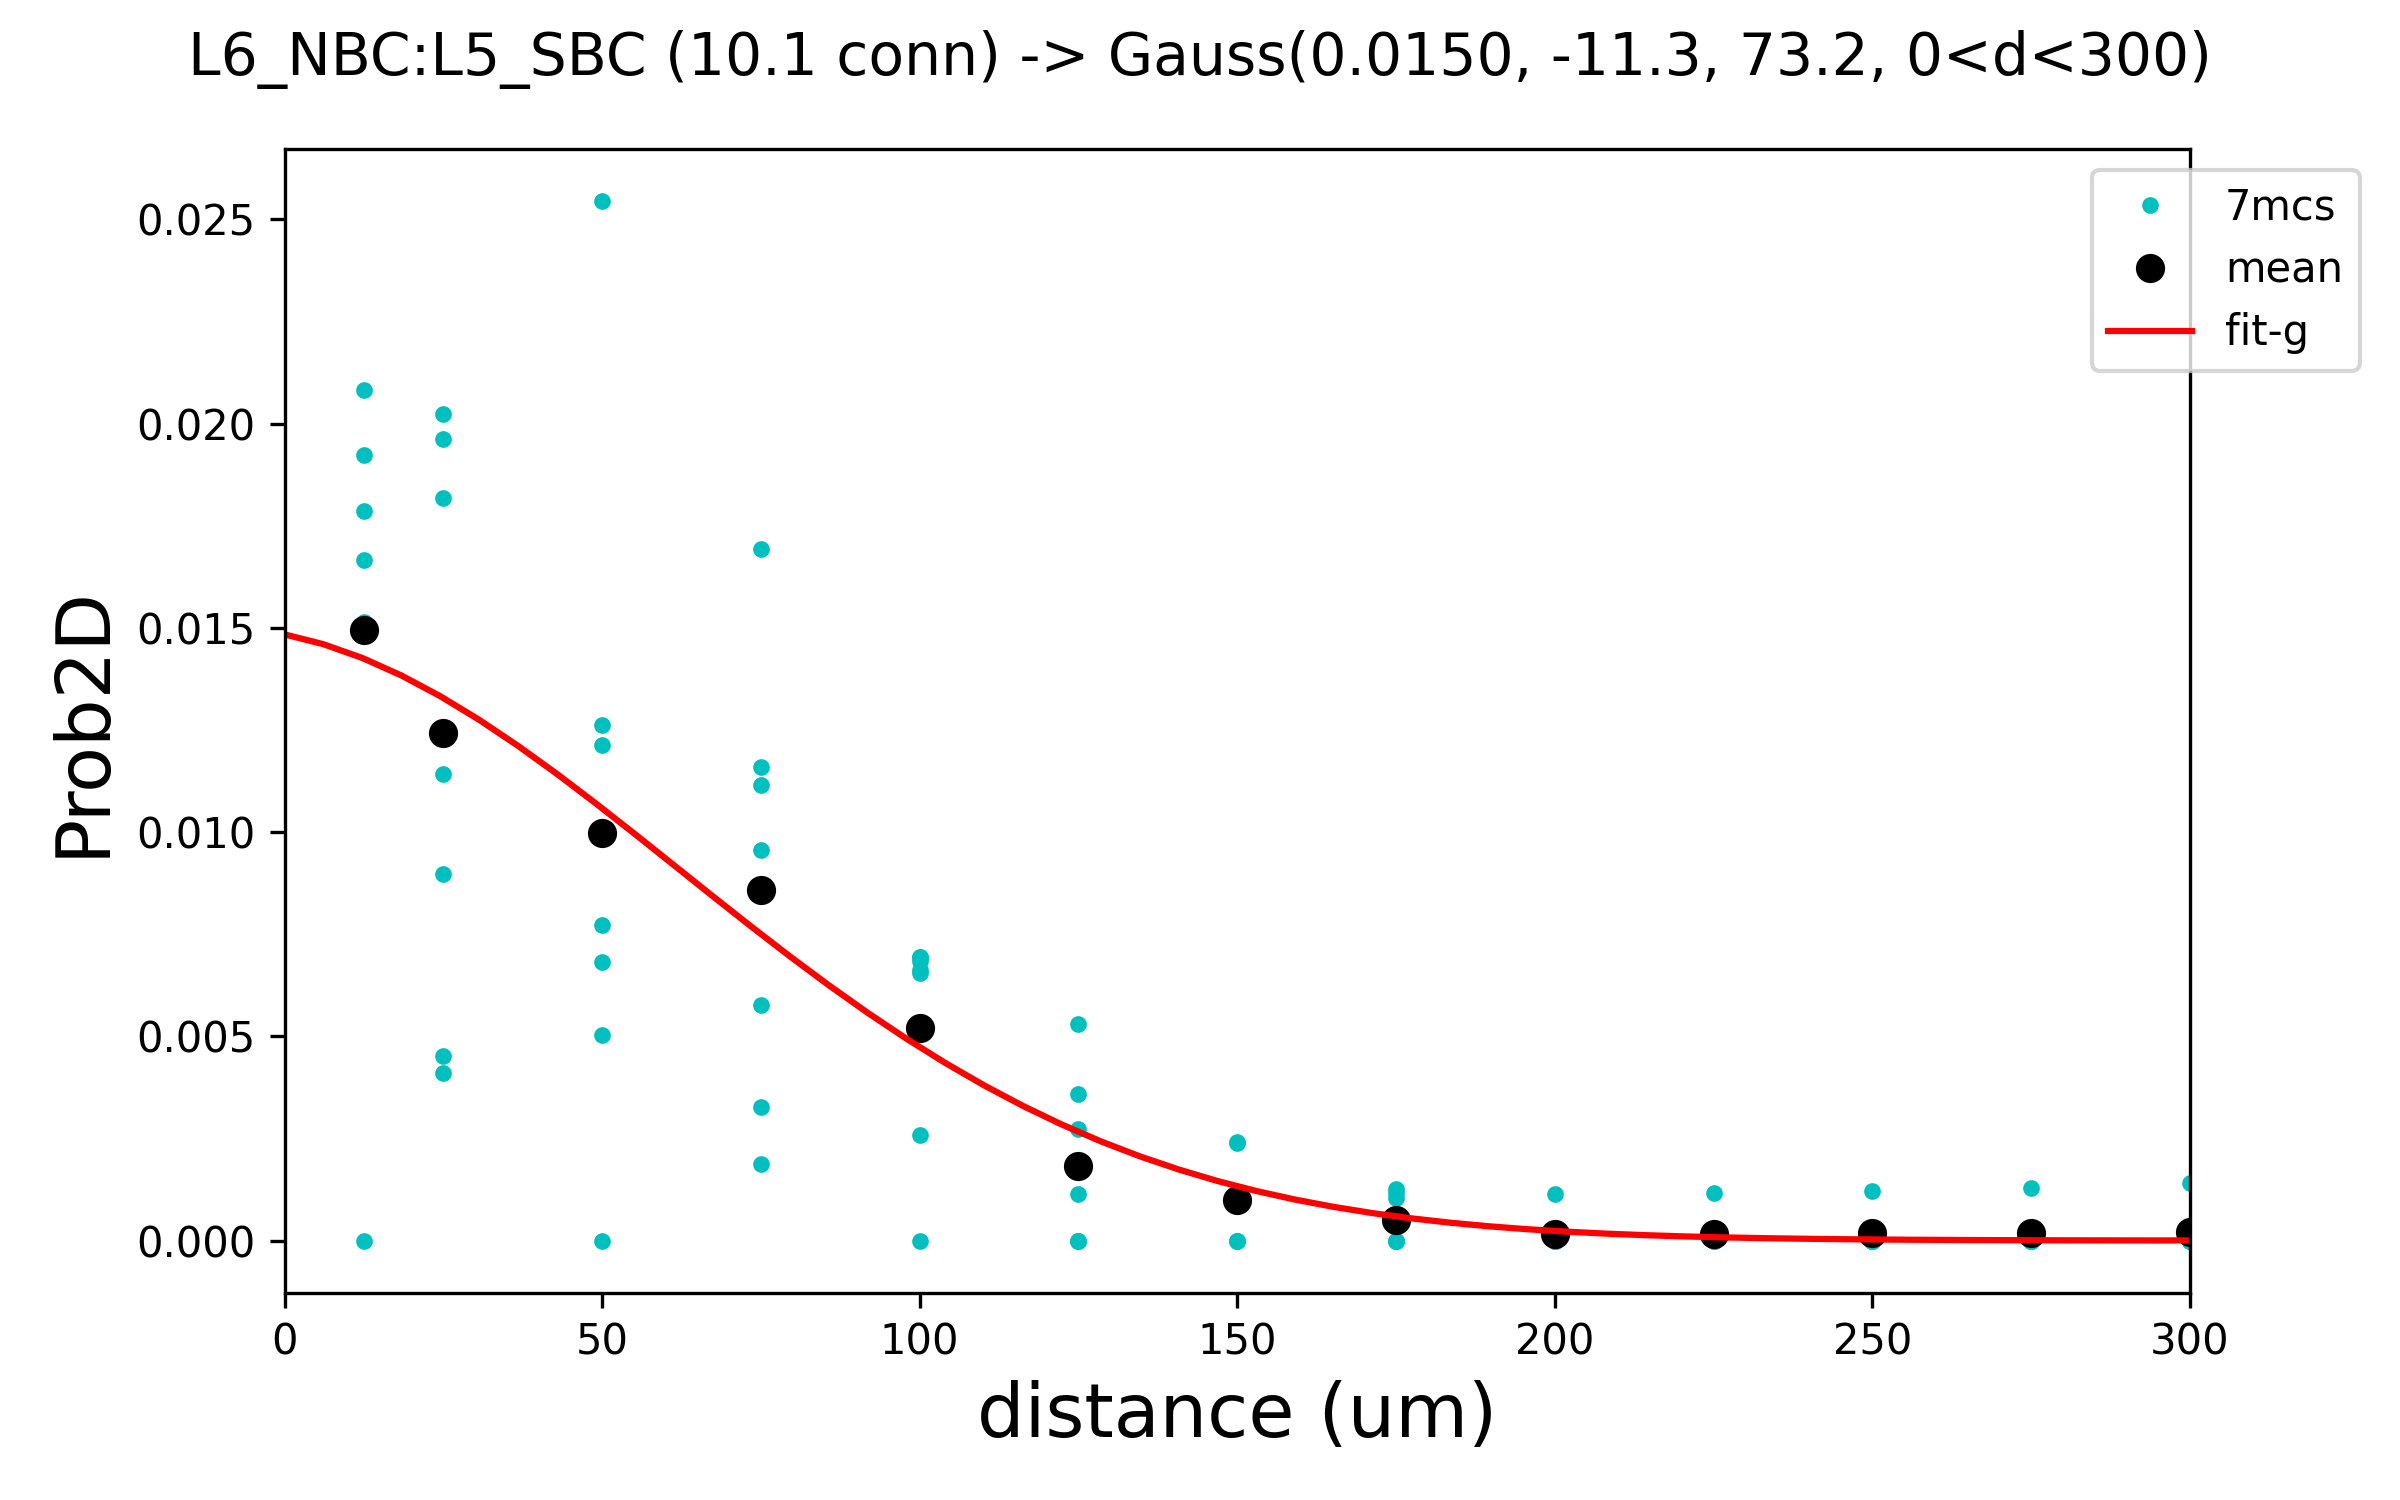 L6_NBC:L5_SBC (10.1 conn) -> Gauss(0.0150, -11.3, 73.2, 0<d<300)
7mcs
mean
fit-g
0.025
0.020
0.015
0.010
0.005
0.000
Prob2D
0 50 100 150 200 250 300
distance (um)